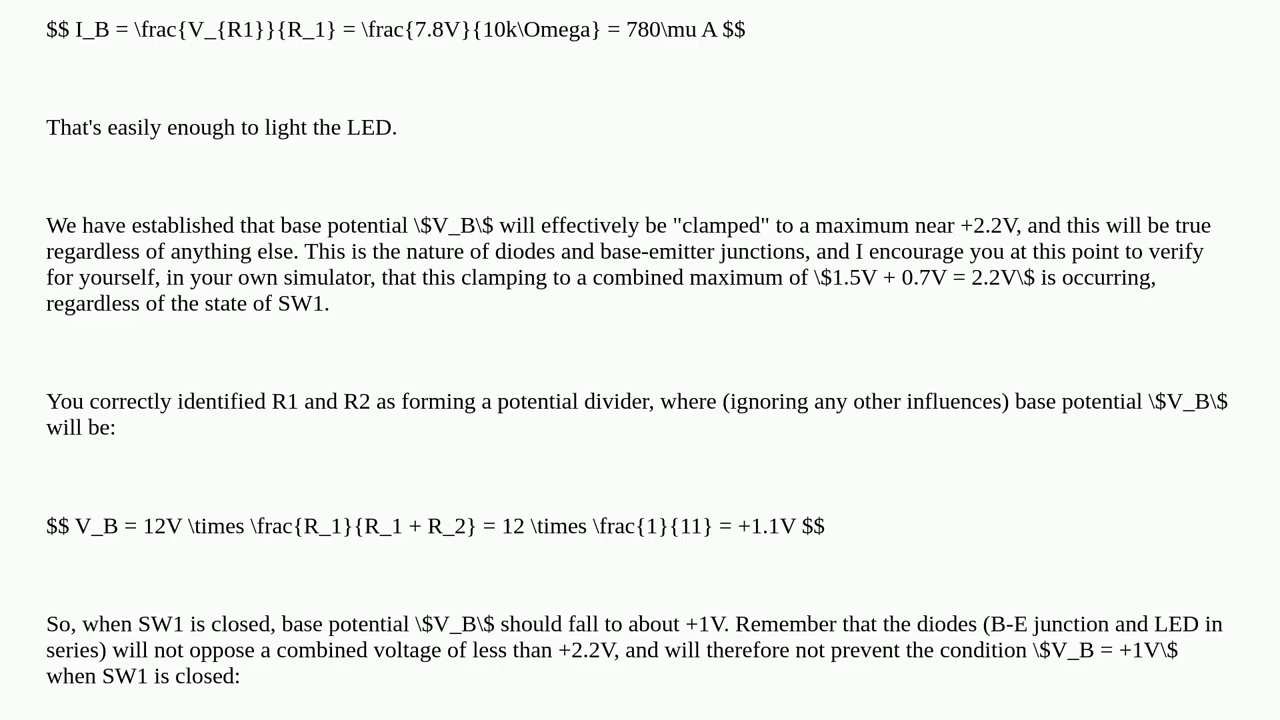 $$ I_B = \frac{V_{R1}}{R_1} = \frac{7.8V}{10k\Omega} = 780\mu A $$
That's easily enough to light the LED.
We have established that base potential \$V_B\$ will effectively be "clamped" to a maximum near +2.2V, and this will be true
regardless of anything else. This is the nature of diodes and base-emitter junctions, and I encourage you at this point to verify
for yourself, in your own simulator, that this clamping to a combined maximum of \$1.5V + 0.7V = 2.2V\$ is occurring,
regardless of the state of SW1.
You correctly identified R1 and R2 as forming a potential divider, where (ignoring any other influences) base potential \$V_B\$
will be:
$$ V_B = 12V \times \frac{R_1}{R_1 + R_2} = 12 \times \frac{1}{11} = +1.1V $$
So, when SW1 is closed, base potential \$V_B\$ should fall to about +1V. Remember that the diodes (B-E junction and LED in
series) will not oppose a combined voltage of less than +2.2V, and will therefore not prevent the condition \$V_B = +1V\$
when SW1 is closed: